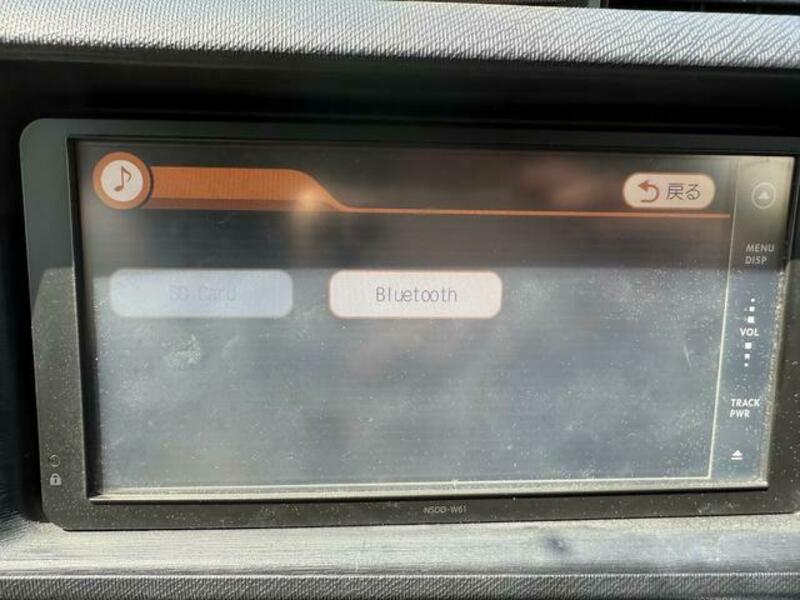 戻る
MENU
DISP
SD Card
Bluetooth
VOL
TRACK
PWR
NSDD-W61